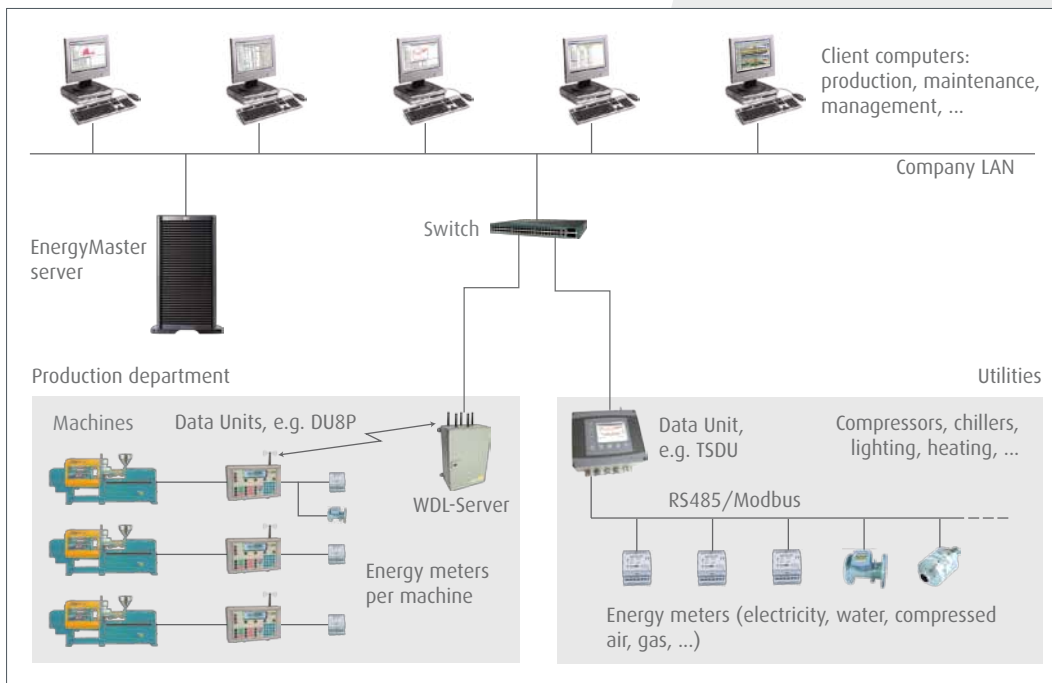 Client computers:
production, maintenance,
management, ...
Company LAN
Switch
EnergyMaster
server
Production department
Utilities
Machines
Data Units, e.g. DU8P
WDL-Server
Energy meters
per machine
Data Unit,
e.g. TSDU
Compressors, chillers,
lighting, heating, ...
RS485/Modbus
Energy meters (electricity, water, compressed
air, gas, ...)